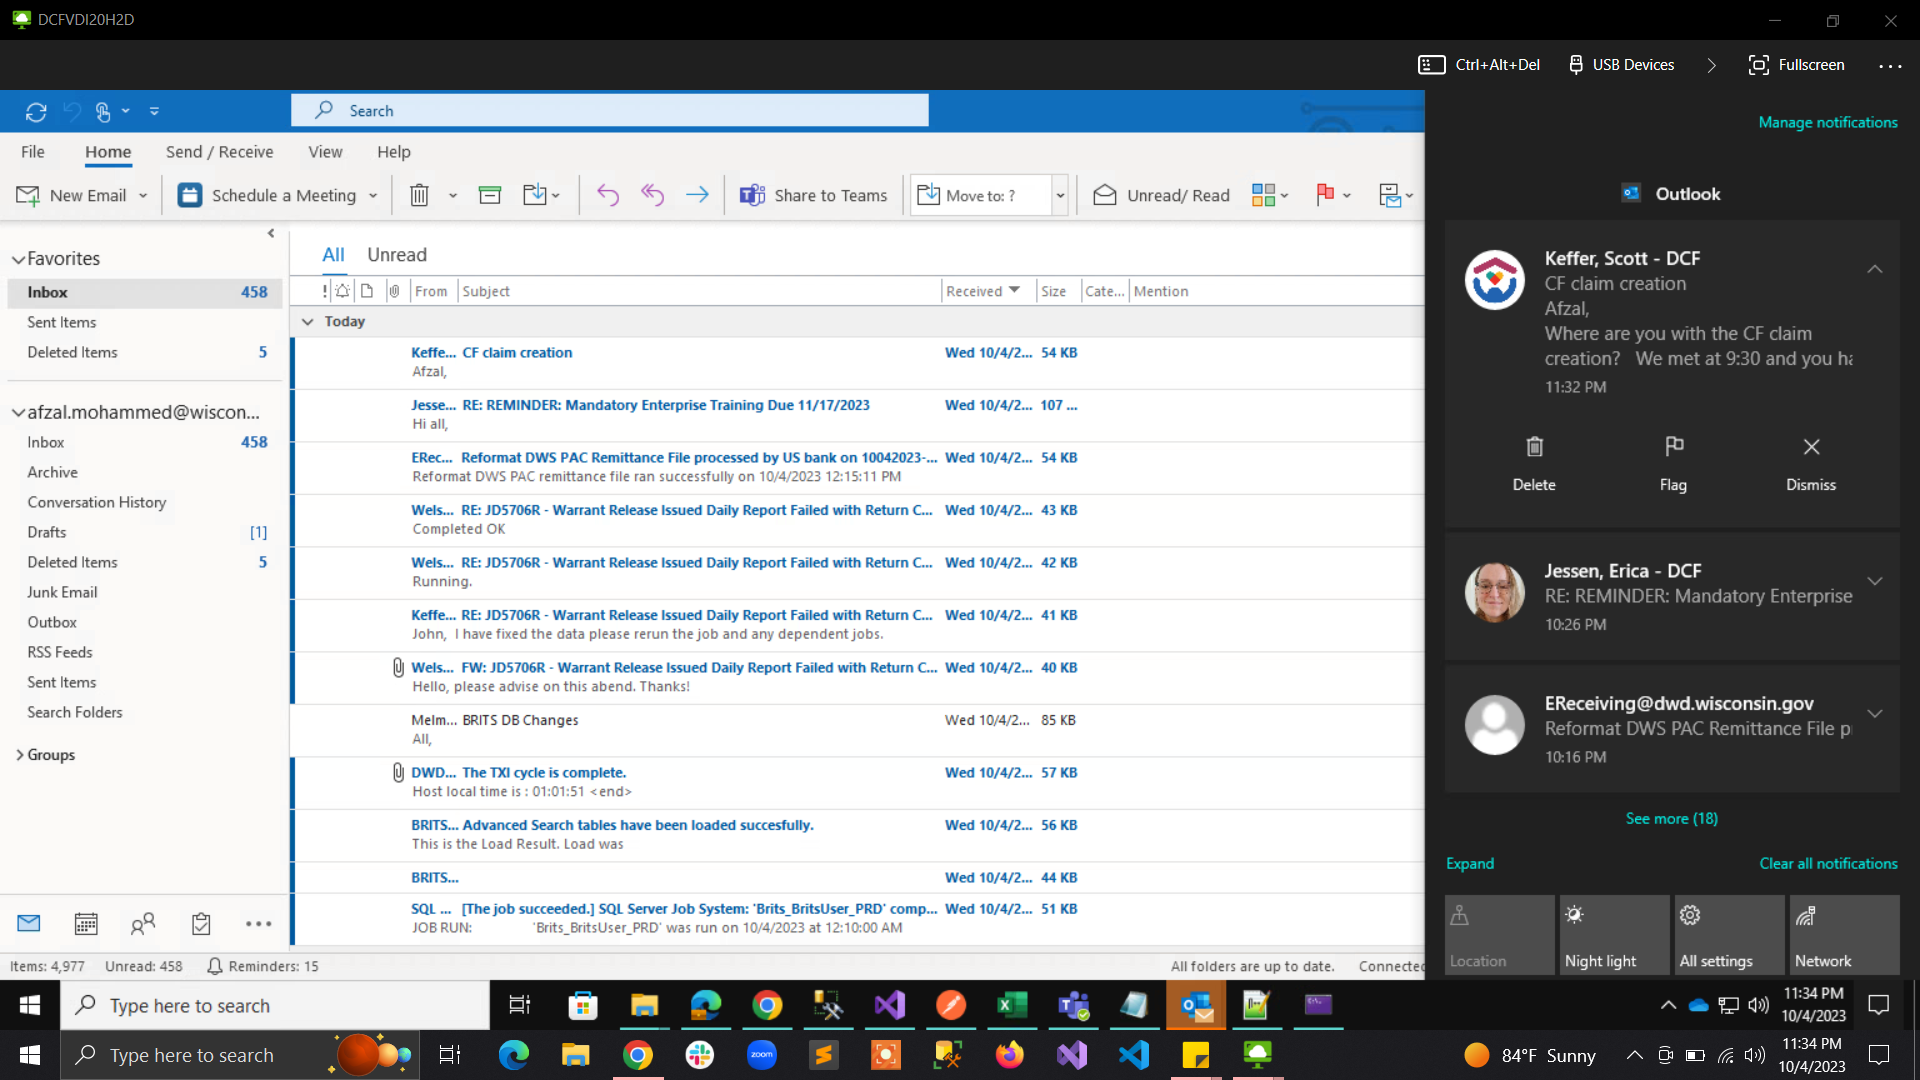 DCFVDI20H2D
Ctrl+Alt+Del
USB Devices
Fullscreen
Search
File
Home
Send / Receive
View
Help
New Email
Schedule a Meeting
Share to Teams
Move to: ?
Unread/ Read
Favorites
Inbox 458
Sent Items
Deleted Items 5
afzal.mohammed@wiscon...
Inbox 458
Archive
Conversation History
Drafts [1]
Deleted Items 5
Junk Email
Outbox
RSS Feeds
Sent Items
Search Folders
Groups
All Unread
! From Subject Received Size Cate... Mention
Today
Keffe... CF claim creation Wed 10/4/2... 54 KB
Afzal,
Jesse... RE: REMINDER: Mandatory Enterprise Training Due 11/17/2023 Wed 10/4/2... 107 ...
Hi all,
ERec... Reformat DWS PAC Remittance File processed by US bank on 10042023-... Wed 10/4/2... 54 KB
Reformat DWS PAC remittance file ran successfully on 10/4/2023 12:15:11 PM
Wels... RE: JD5706R - Warrant Release Issued Daily Report Failed with Return C... Wed 10/4/2... 43 KB
Completed OK
Wels... RE: JD5706R - Warrant Release Issued Daily Report Failed with Return C... Wed 10/4/2... 42 KB
Running.
Keffe... RE: JD5706R - Warrant Release Issued Daily Report Failed with Return C... Wed 10/4/2... 41 KB
John, I have fixed the data please rerun the job and any dependent jobs.
Wels... FW: JD5706R - Warrant Release Issued Daily Report Failed with Return C... Wed 10/4/2... 40 KB
Hello, please advise on this abend. Thanks!
Melm... BRITS DB Changes Wed 10/4/2... 85 KB
All,
DWD... The TXI cycle is complete. Wed 10/4/2... 57 KB
Host local time is : 01:01:51 <end>
BRITS... Advanced Search tables have been loaded succesfully. Wed 10/4/2... 56 KB
This is the Load Result. Load was
BRITS... Wed 10/4/2... 44 KB
SQL ... [The job succeeded.] SQL Server Job System: 'Brits_BritsUser_PRD' comp... Wed 10/4/2... 51 KB
JOB RUN: 'Brits_BritsUser_PRD' was run on 10/4/2023 at 12:10:00 AM
Items: 4,977 Unread: 458 Reminders: 15
All folders are up to date. Connected
Manage notifications
Outlook
Keffer, Scott - DCF
CF claim creation
Afzal,
Where are you with the CF claim
creation? We met at 9:30 and you ha
11:32 PM
Delete
Flag
Dismiss
Jessen, Erica - DCF
RE: REMINDER: Mandatory Enterprise
10:26 PM
EReceiving@dwd.wisconsin.gov
Reformat DWS PAC Remittance File p
10:16 PM
See more (18)
Expand
Clear all notifications
Location
Night light
All settings
Network
Type here to search
11:34 PM
10/4/2023
Type here to search
zoom
84°F Sunny
11:34 PM
10/4/2023